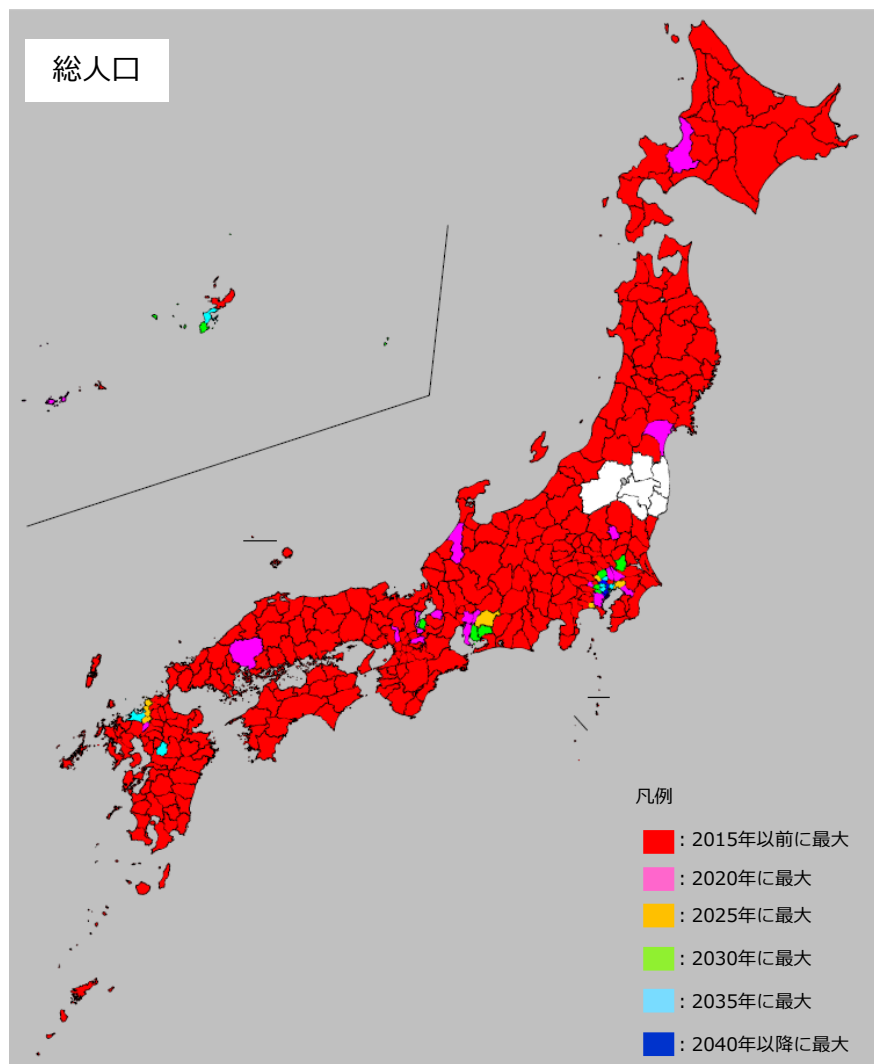 総人口
凡例
：2015年以前に最大
：2020年に最大
：2025年に最大
：2030年に最大
：2035年に最大
：2040年以降に最大